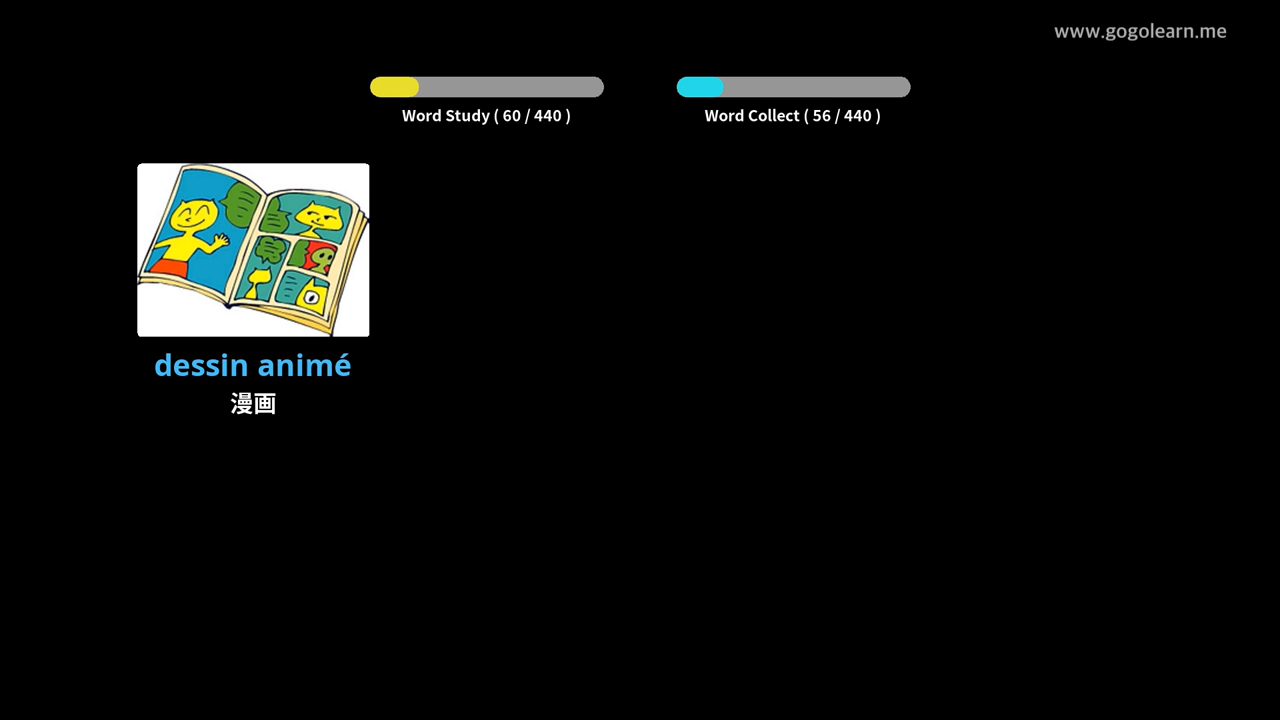 www.gogolearn.me
Word Study ( 60 / 440 )
Word Collect ( 56 / 440 )
dessin animé
漫画